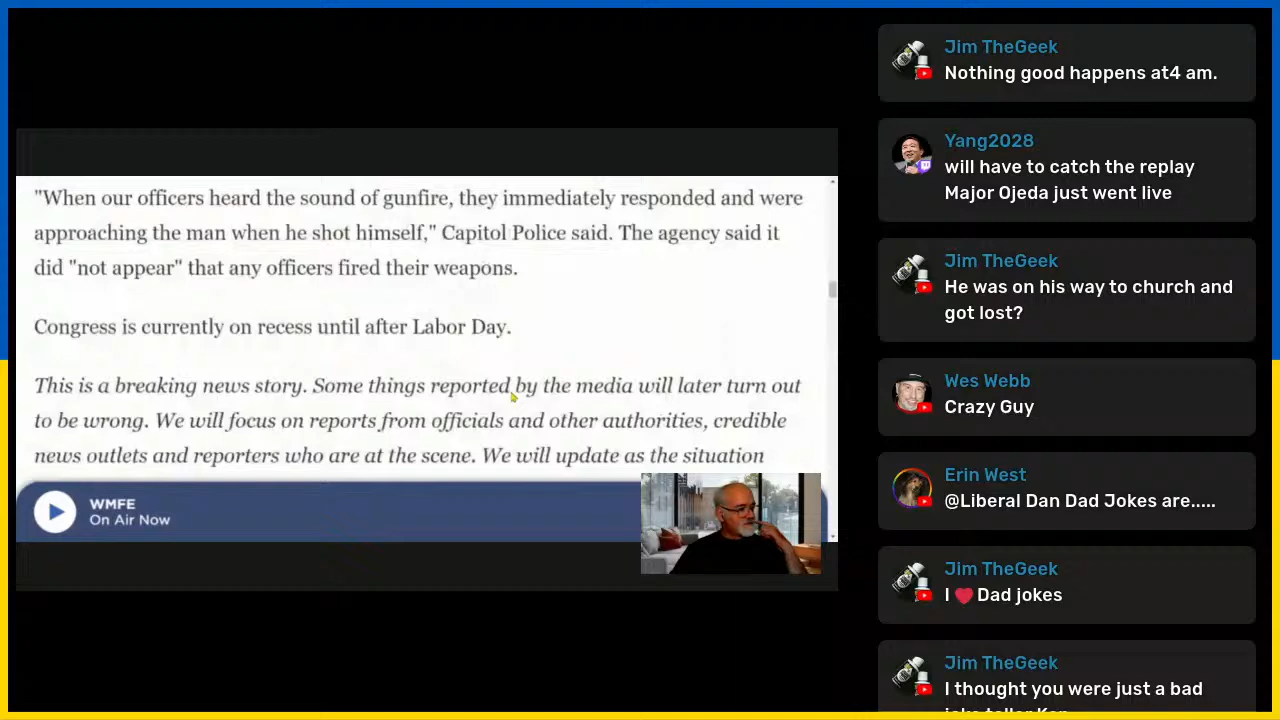 "When our officers heard the sound of gunfire, they immediately responded and were
approaching the man when he shot himself," Capitol Police said. The agency said it
did "not appear" that any officers fired their weapons.
Congress is currently on recess until after Labor Day.
This is a breaking news story. Some things reported by the media will later turn out
to be wrong. We will focus on reports from officials and other authorities, credible
news outlets and reporters who are at the scene. We will update as the situation
WMFE
On Air Now
Jim TheGeek
Nothing good happens at4 am.
Yang2028
will have to catch the replay
Major Ojeda just went live
Jim TheGeek
He was on his way to church and
got lost?
Wes Webb
Crazy Guy
Erin West
@Liberal Dan Dad Jokes are.....
Jim TheGeek
I ❤ Dad jokes
Jim TheGeek
I thought you were just a bad
joke teller Ken